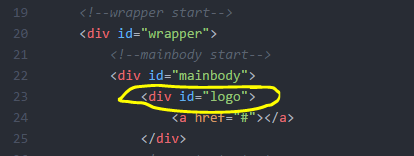 19 <!--wrapper start-->
20 <div id="wrapper">
21 <!--mainbody start-->
22 <div id="mainbody">
23 <div id="logo">
24 <a href="#"></a>
25 </div>